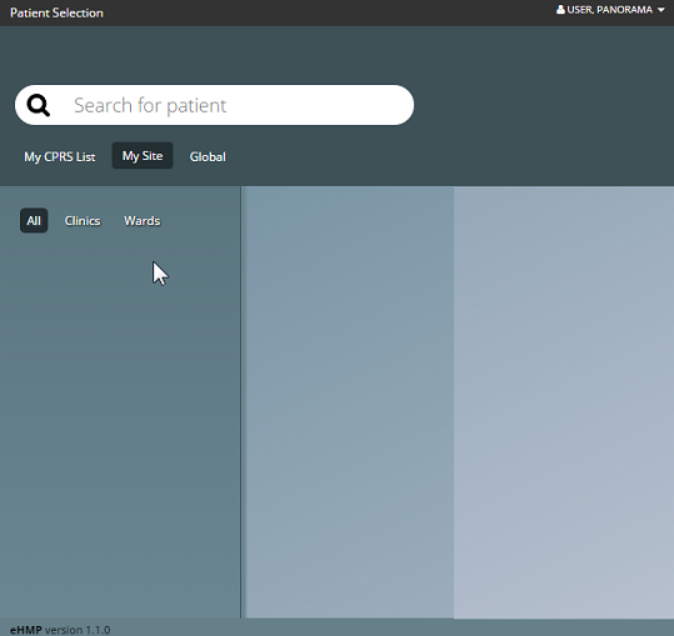 Patient Selection
USER, PANORAMA
Search for patient
My CPRS List My Site Global
All Clinics Wards
eHMP version 1.1.0